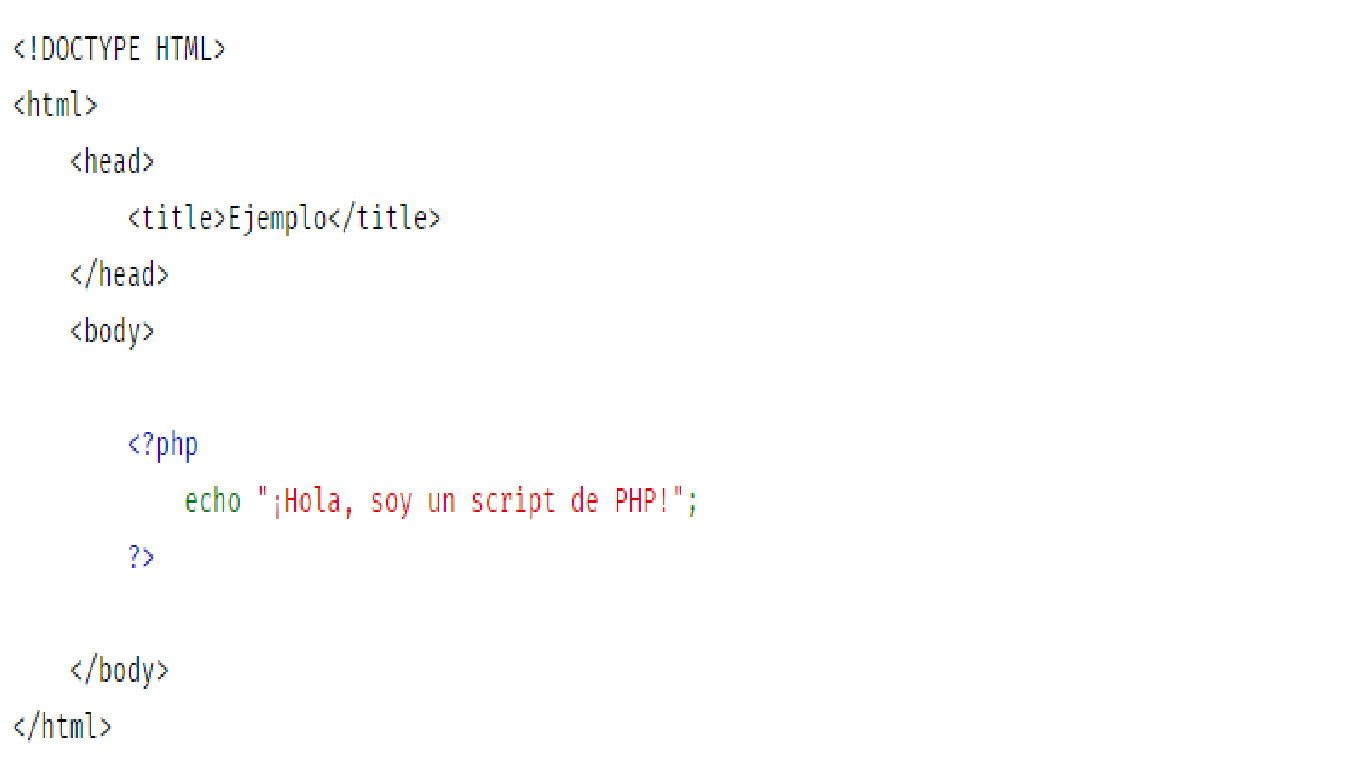 <!DOCTYPE HTML>
<html>
    <head>
        <title>Ejemplo</title>
    </head>
    <body>

        <?php
            echo "¡Hola, soy un script de PHP!";
        ?>

    </body>
</html>